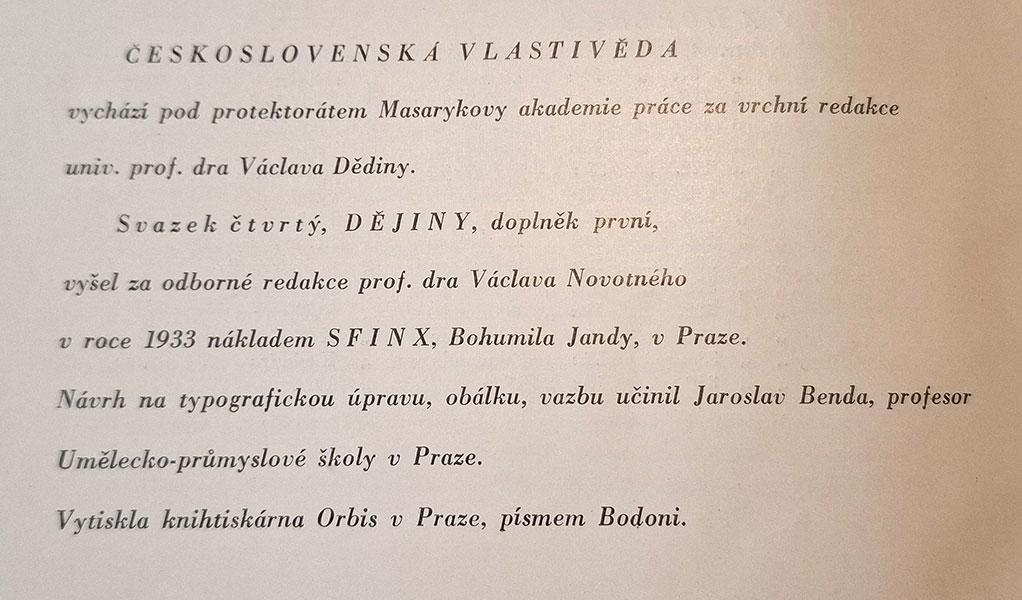 ČESKOSLOVENSKÁ VLASTIVĚDA
vychází pod protektorátem Masarykovy akademie práce za vrchní redakce
univ. prof. dra Václava Dědiny.
Svazek čtvrtý, DĚJINY, doplněk první,
vyšel za odborné redakce prof. dra Václava Novotného
v roce 1933 nákladem SFINX, Bohumila Jandy, v Praze.
Návrh na typografickou úpravu, obálku, vazbu učinil Jaroslav Benda, profesor
Umělecko-průmyslové školy v Praze.
Vytiskla knihtiskárna Orbis v Praze, písmem Bodoni.